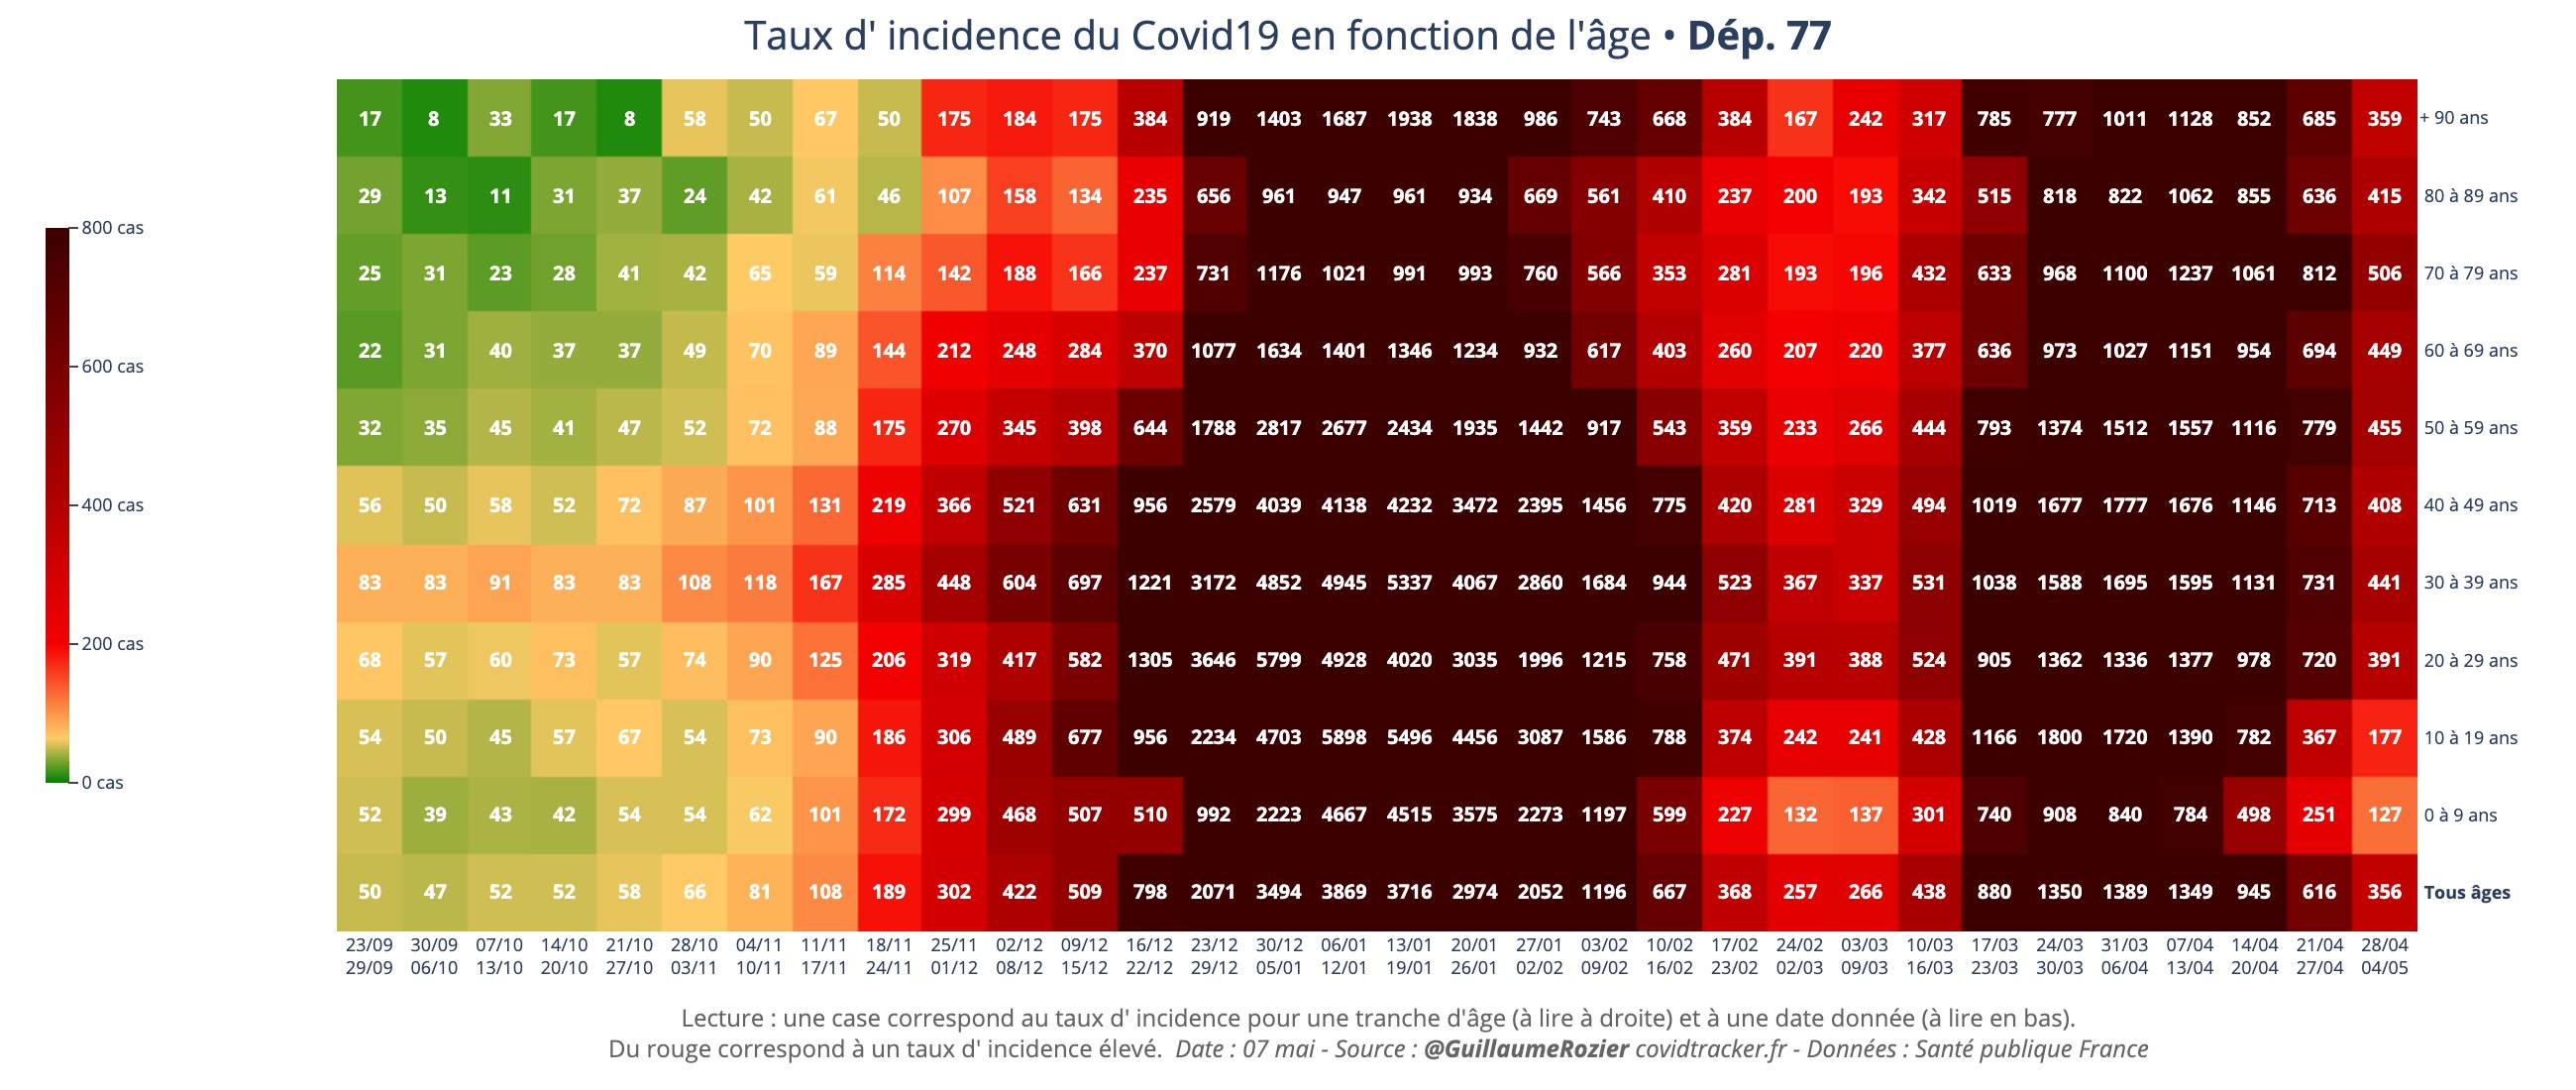 Taux d' incidence du Covid19 en fonction de l'âge • Dép. 77
800 cas
600 cas
400 cas
200 cas
0 cas
17 8 33 17 8 58 50 67 50 175 184 175 384 919 1403 1687 1938 1838 986 743 668 384 167 242 317 785 777 1011 1128 852 685 359 + 90 ans
29 13 11 31 37 24 42 61 46 107 158 134 235 656 961 947 961 934 669 561 410 237 200 193 342 515 818 822 1062 855 636 415 80 à 89 ans
25 31 23 28 41 42 65 59 114 142 188 166 237 731 1176 1021 991 993 760 566 353 281 193 196 432 633 968 1100 1237 1061 812 506 70 à 79 ans
22 31 40 37 37 49 70 89 144 212 248 284 370 1077 1634 1401 1346 1234 932 617 403 260 207 220 377 636 973 1027 1151 954 694 449 60 à 69 ans
32 35 45 41 47 52 72 88 175 270 345 398 644 1788 2817 2677 2434 1935 1442 917 543 359 233 266 444 793 1374 1512 1557 1116 779 455 50 à 59 ans
56 50 58 52 72 87 101 131 219 366 521 631 956 2579 4039 4138 4232 3472 2395 1456 775 420 281 329 494 1019 1677 1777 1676 1146 713 408 40 à 49 ans
83 83 91 83 83 108 118 167 285 448 604 697 1221 3172 4852 4945 5337 4067 2860 1684 944 523 367 337 531 1038 1588 1695 1595 1131 731 441 30 à 39 ans
68 57 60 73 57 74 90 125 206 319 417 582 1305 3646 5799 4928 4020 3035 1996 1215 758 471 391 388 524 905 1362 1336 1377 978 720 391 20 à 29 ans
54 50 45 57 67 54 73 90 186 306 489 677 956 2234 4703 5898 5496 4456 3087 1586 788 374 242 241 428 1166 1800 1720 1390 782 367 177 10 à 19 ans
52 39 43 42 54 54 62 101 172 299 468 507 510 992 2223 4667 4515 3575 2273 1197 599 227 132 137 301 740 908 840 784 498 251 127 0 à 9 ans
50 47 52 52 58 66 81 108 189 302 422 509 798 2071 3494 3869 3716 2974 2052 1196 667 368 257 266 438 880 1350 1389 1349 945 616 356 Tous âges
23/09 30/09 07/10 14/10 21/10 28/10 04/11 11/11 18/11 25/11 02/12 09/12 16/12 23/12 30/12 06/01 13/01 20/01 27/01 03/02 10/02 17/02 24/02 03/03 10/03 17/03 24/03 31/03 07/04 14/04 21/04 28/04
29/09 06/10 13/10 20/10 27/10 03/11 10/11 17/11 24/11 01/12 08/12 15/12 22/12 29/12 05/01 12/01 19/01 26/01 02/02 09/02 16/02 23/02 02/03 09/03 16/03 23/03 30/03 06/04 13/04 20/04 27/04 04/05
Lecture : une case correspond au taux d' incidence pour une tranche d'âge (à lire à droite) et à une date donnée (à lire en bas).
Du rouge correspond à un taux d' incidence élevé. Date : 07 mai - Source : @GuillaumeRozier covidtracker.fr - Données : Santé publique France